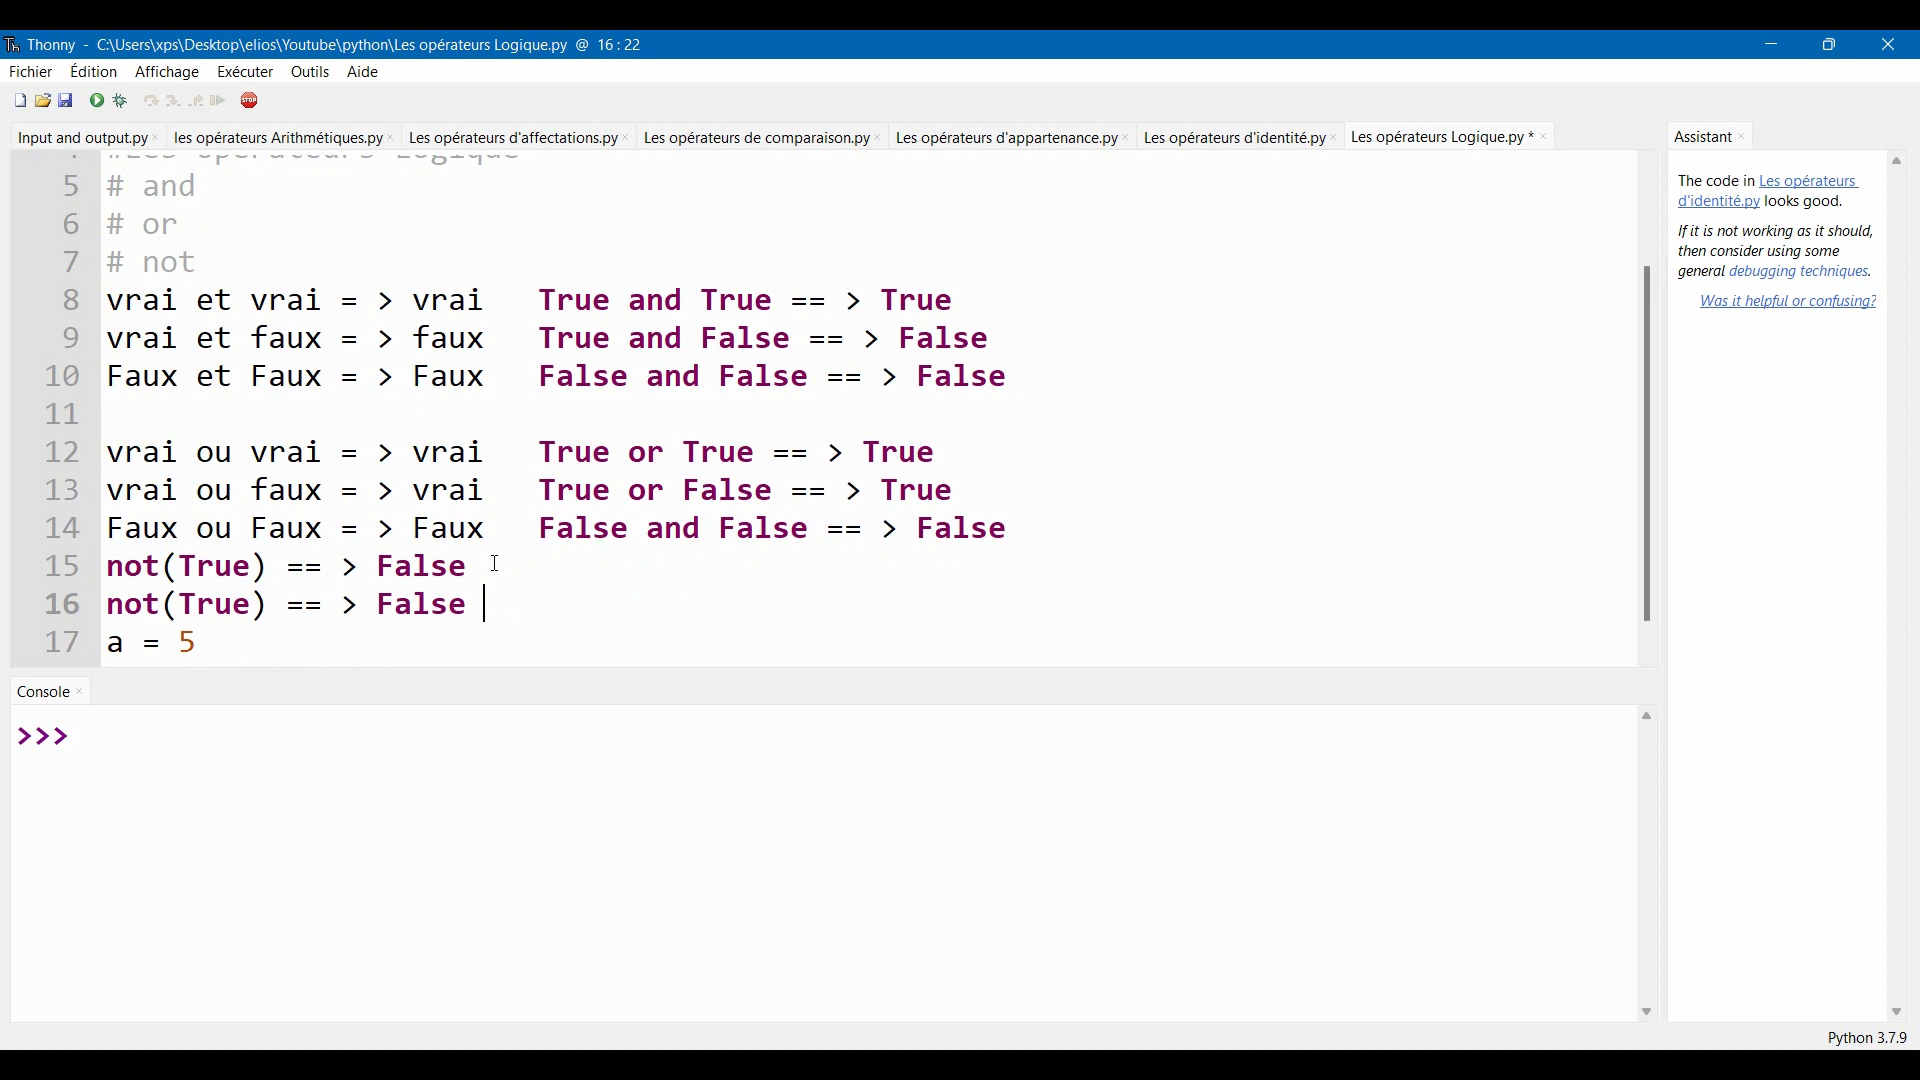 Thonny - C:\Users\xps\Desktop\elios\Youtube\python\Les opérateurs Logique.py @ 16 : 22
Fichier Édition Affichage Exécuter Outils Aide
STOP
Input and output.py × les opérateurs Arithmétiques.py × Les opérateurs d'affectations.py × Les opérateurs de comparaison.py × Les opérateurs d'appartenance.py × Les opérateurs d'identité.py × Les opérateurs Logique.py * ×
5 # and
6 # or
7 # not
8 vrai et vrai = > vrai True and True == > True
9 vrai et faux = > faux True and False == > False
10 Faux et Faux = > Faux False and False == > False
11
12 vrai ou vrai = > vrai True or True == > True
13 vrai ou faux = > vrai True or False == > True
14 Faux ou Faux = > Faux False and False == > False
15 not(True) == > False
16 not(True) == > False
17 a = 5
Console ×
>>>
Assistant ×
The code in Les opérateurs
d'identité.py looks good.
If it is not working as it should,
then consider using some
general debugging techniques.
Was it helpful or confusing?
Python 3.7.9